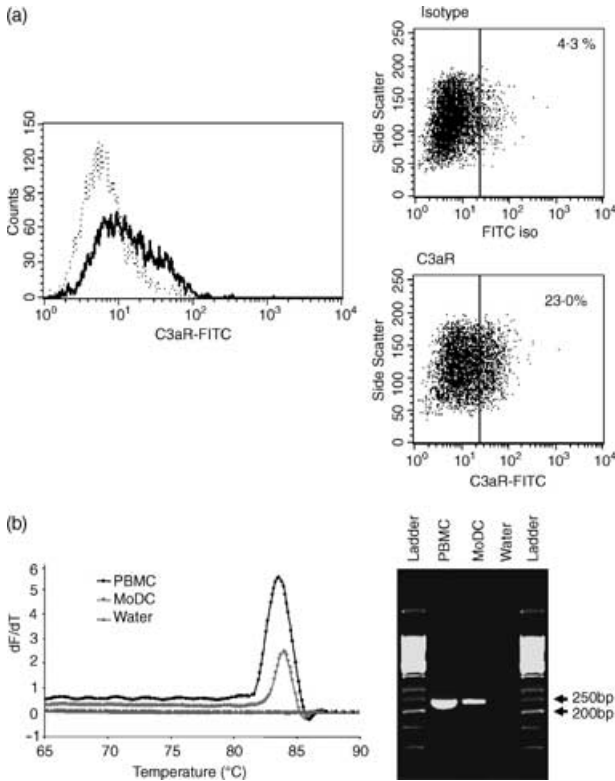 (a)
150
120
90
60
30
0
Counts
10⁰
10¹
10²
10³
10⁴
C3aR-FITC
Isotype
4·3 %
250
200
150
100
50
0
Side Scatter
10⁰
10¹
10²
10³
10⁴
FITC iso
C3aR
23·0%
250
200
150
100
50
0
Side Scatter
10⁰
10¹
10²
10³
10⁴
C3aR-FITC
(b)
6
5
4
3
2
1
0
−1
dF/dT
PBMC
MoDC
Water
65
70
75
80
85
90
Temperature (°C)
Ladder
PBMC
MoDC
Water
Ladder
250bp
200bp